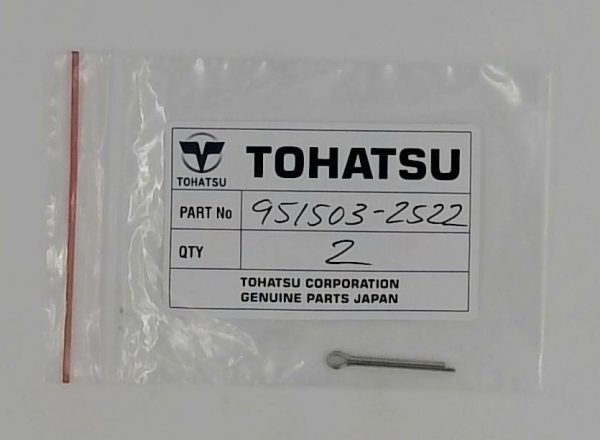 TOHATSU
TOHATSU
PART No 951503-2522
QTY 2
TOHATSU CORPORATION
GENUINE PARTS JAPAN